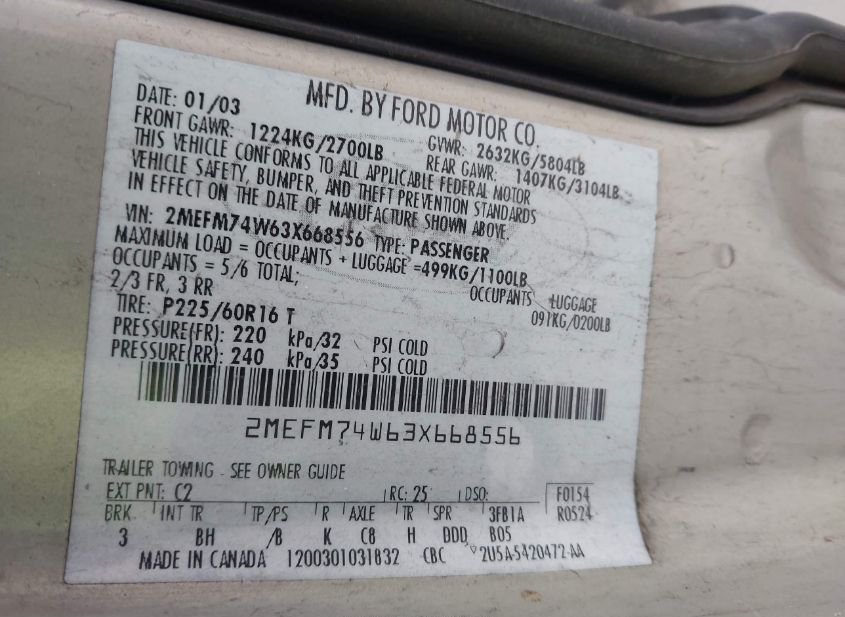 MFD. BY FORD MOTOR CO.
DATE: 01/03 GVWR: 2632KG/5804LB
FRONT GAWR: 1224KG/2700LB REAR GAWR: 1407KG/3104LB
THIS VEHICLE CONFORMS TO ALL APPLICABLE FEDERAL MOTOR
VEHICLE SAFETY, BUMPER, AND THEFT PREVENTION STANDARDS
IN EFFECT ON THE DATE OF MANUFACTURE SHOWN ABOVE.
VIN: 2MEFM74W63X668556 TYPE: PASSENGER
MAXIMUM LOAD = OCCUPANTS + LUGGAGE =499KG/1100LB
OCCUPANTS = 5/6 TOTAL; OCCUPANTS LUGGAGE
2/3 FR, 3 RR 091KG/0200LB
TIRE: P225/60R16 T
PRESSURE(FR): 220 kPa/32 PSI COLD
PRESSURE(RR): 240 kPa/35 PSI COLD
2MEFM74W63X668556
TRAILER TOWING - SEE OWNER GUIDE
EXT PNT: C2 RC: 25 DSO: F0154
BRK INT TR TP/PS R AXLE TR SPR 3FB1A R0524
3 BH /B K C8 H DDD B05
MADE IN CANADA 1200301031832 CBC 2U5A-5420472-AA